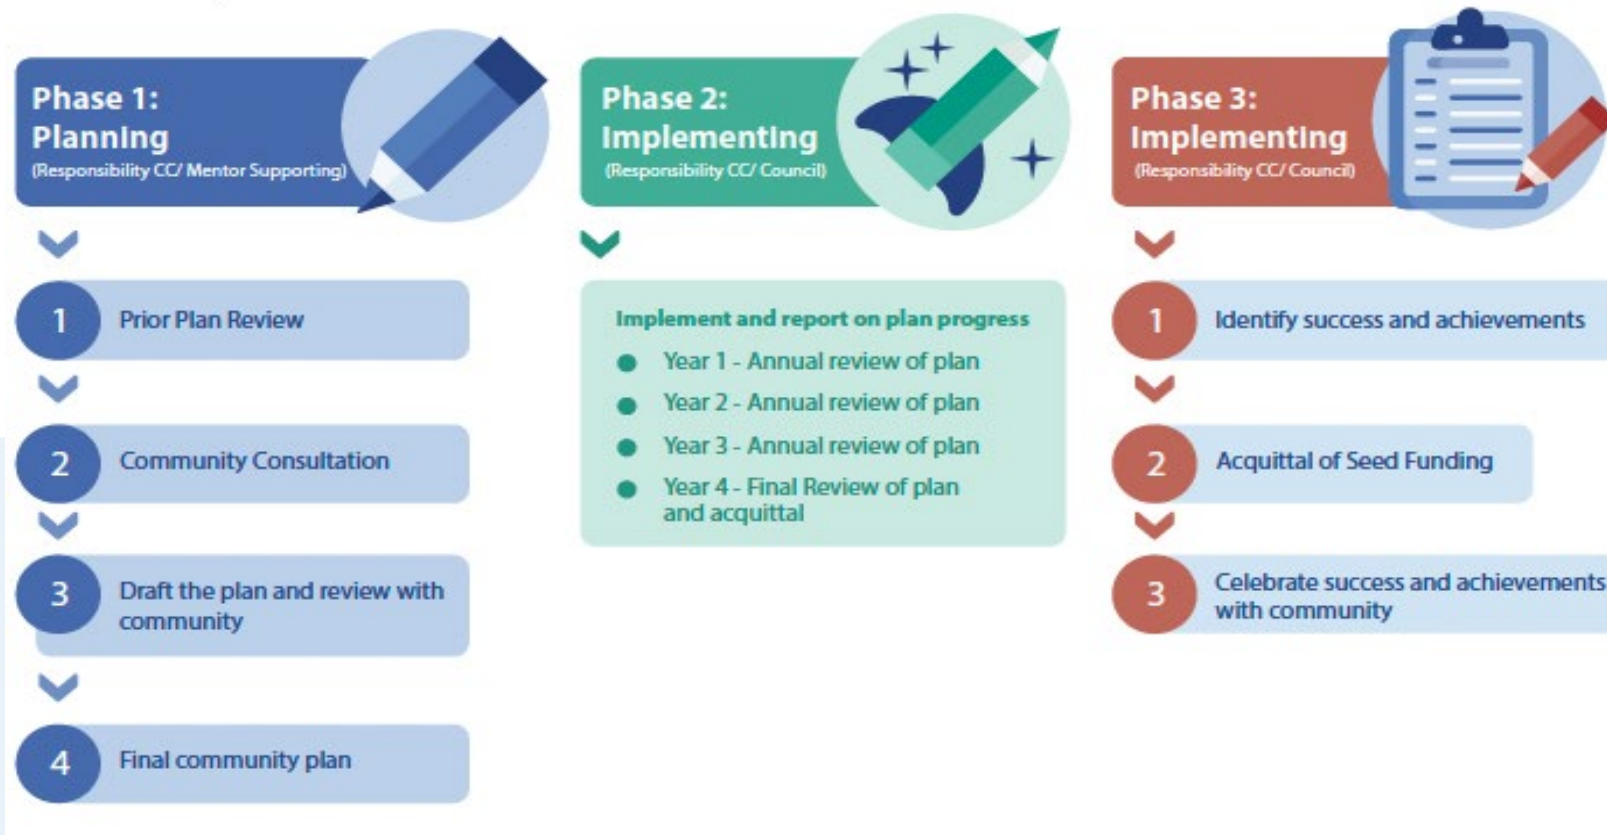 Phase 1:
Planning
(Responsibility CC/ Mentor Supporting)
1
Prior Plan Review
2
Community Consultation
3
Draft the plan and review with
community
4
Final community plan
Phase 2:
Implementing
(Responsibility CC/ Council)
Implement and report on plan progress
Year 1 - Annual review of plan
Year 2 - Annual review of plan
Year 3 - Annual review of plan
Year 4 - Final Review of plan
and acquittal
Phase 3:
Implementing
(Responsibility CC/ Council)
1
Identify success and achievements
2
Acquittal of Seed Funding
3
Celebrate success and achievements
with community